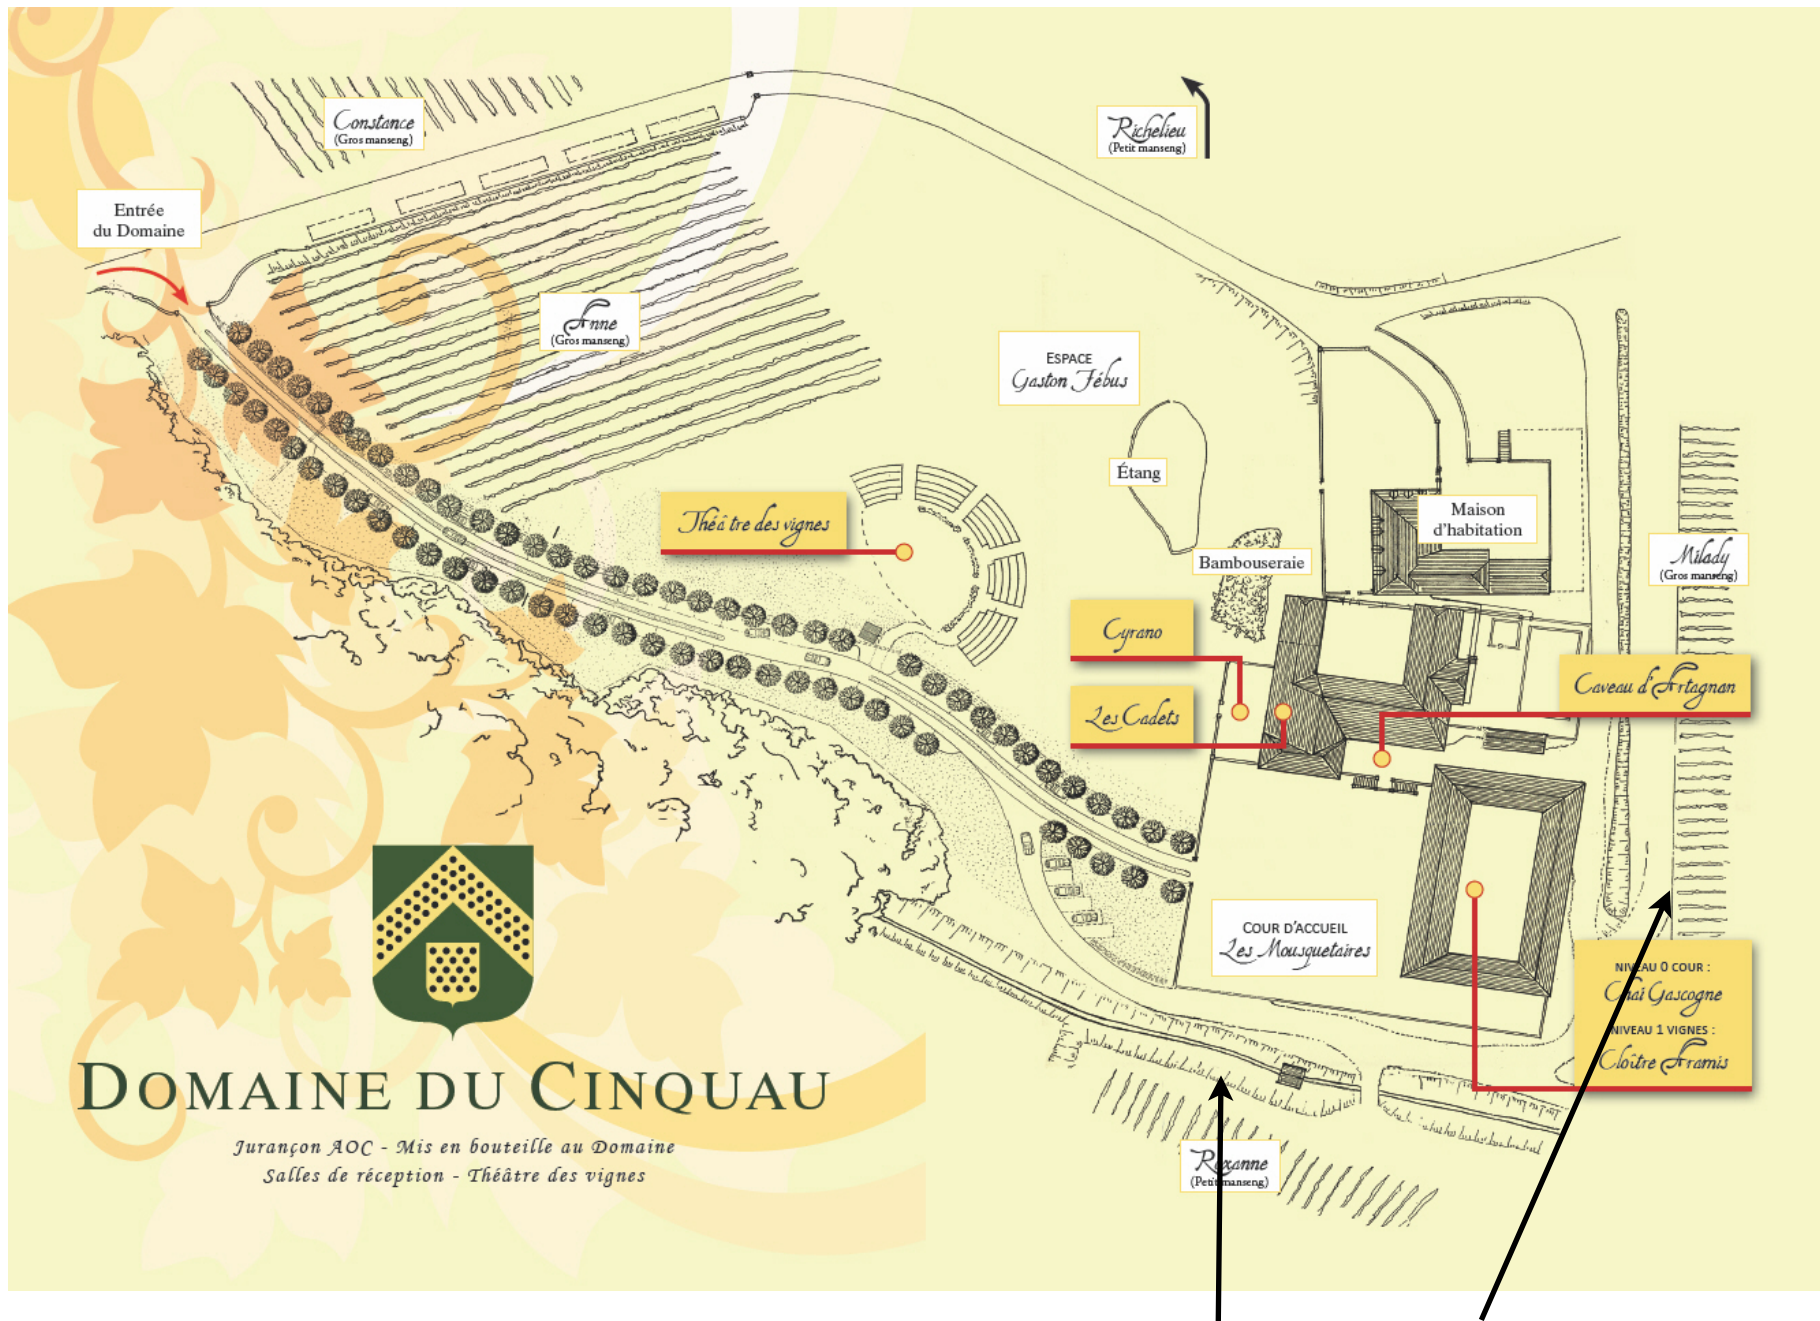 Constance
(Gros manseng)
Richelieu
(Petit manseng)
Entrée
du Domaine
Anne
(Gros manseng)
ESPACE
Gaston Fébus
Étang
Théâtre des vignes
Maison
d'habitation
Bambouseraie
Milady
(Gros manseng)
Cyrano
Les Cadets
Caveau d'Artagnan
COUR D'ACCUEIL
Les Mousquetaires
NIVEAU 0 COUR :
Chai Gascogne
NIVEAU 1 VIGNES :
Cloître Aramis
Roxanne
(Petit manseng)
DOMAINE DU CINQUAU
Jurançon AOC - Mis en bouteille au Domaine
Salles de réception - Théâtre des vignes